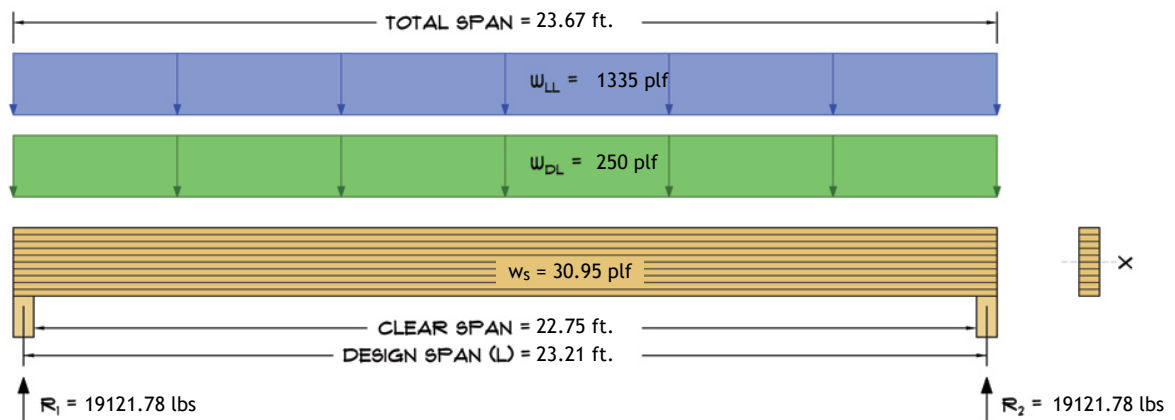 TOTAL SPAN = 23.67 ft.
wLL = 1335 plf
wDL = 250 plf
ws = 30.95 plf
X
CLEAR SPAN = 22.75 ft.
DESIGN SPAN (L) = 23.21 ft.
R1 = 19121.78 lbs
R2 = 19121.78 lbs